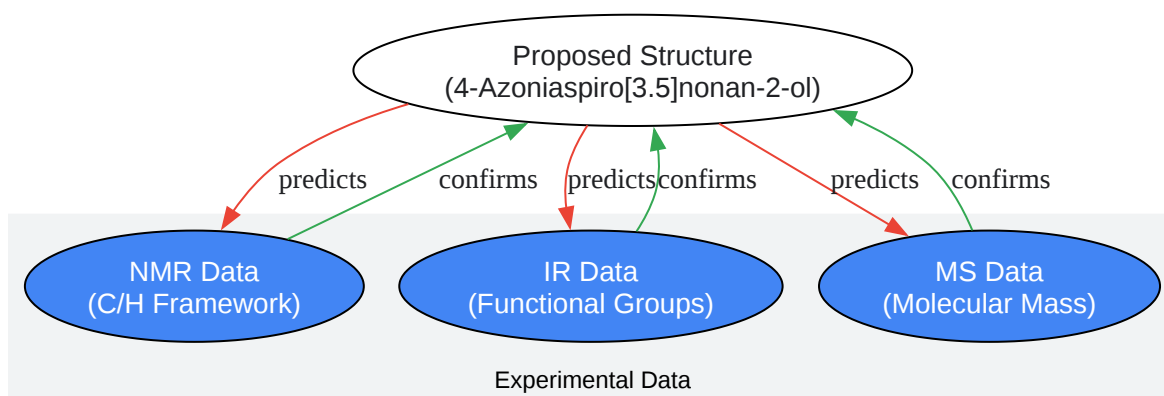 Proposed Structure
(4-Azoniaspiro[3.5]nonan-2-ol)
predicts
confirms
predicts
confirms
predicts
confirms
NMR Data
(C/H Framework)
IR Data
(Functional Groups)
MS Data
(Molecular Mass)
Experimental Data